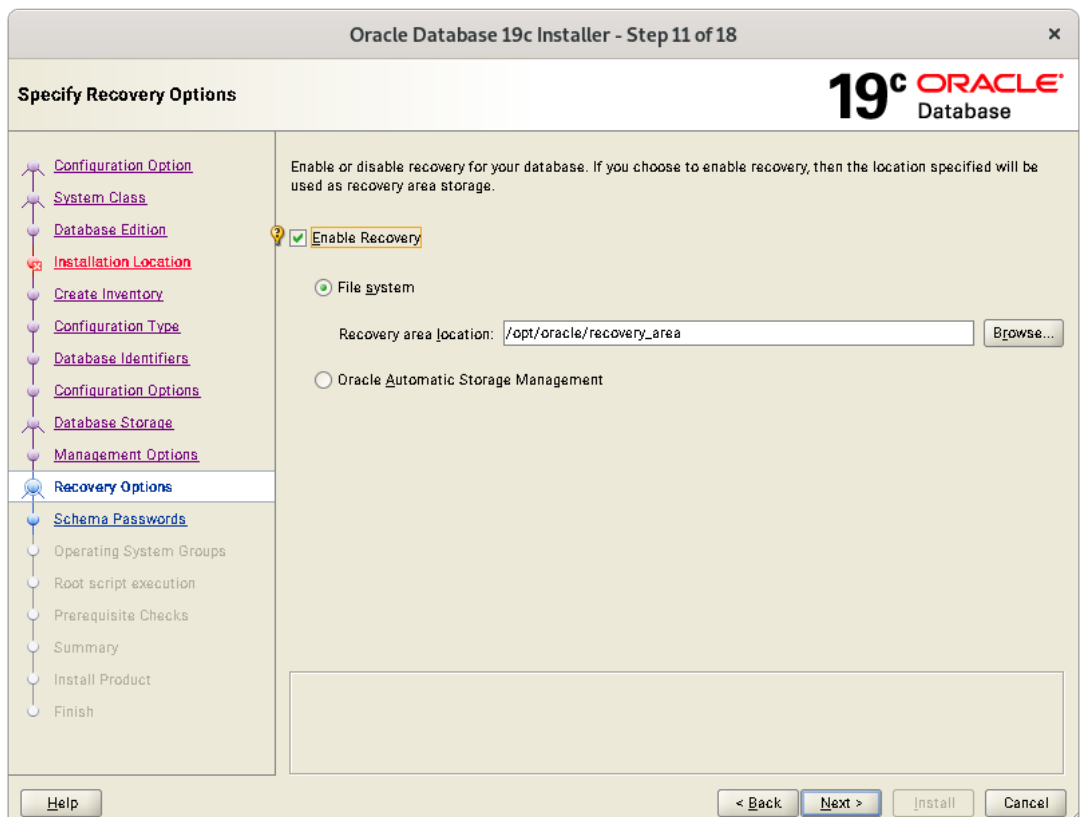 Oracle Database 19c Installer - Step 11 of 18
×
Specify Recovery Options
19c ORACLE
Database
Configuration Option
System Class
Database Edition
Installation Location
Create Inventory
Configuration Type
Database Identifiers
Configuration Options
Database Storage
Management Options
Recovery Options
Schema Passwords
Operating System Groups
Root script execution
Prerequisite Checks
Summary
Install Product
Finish
Enable or disable recovery for your database. If you choose to enable recovery, then the location specified will be
used as recovery area storage.
Enable Recovery
File system
Recovery area location: /opt/oracle/recovery_area Browse...
Oracle Automatic Storage Management
Help < Back Next > Install Cancel